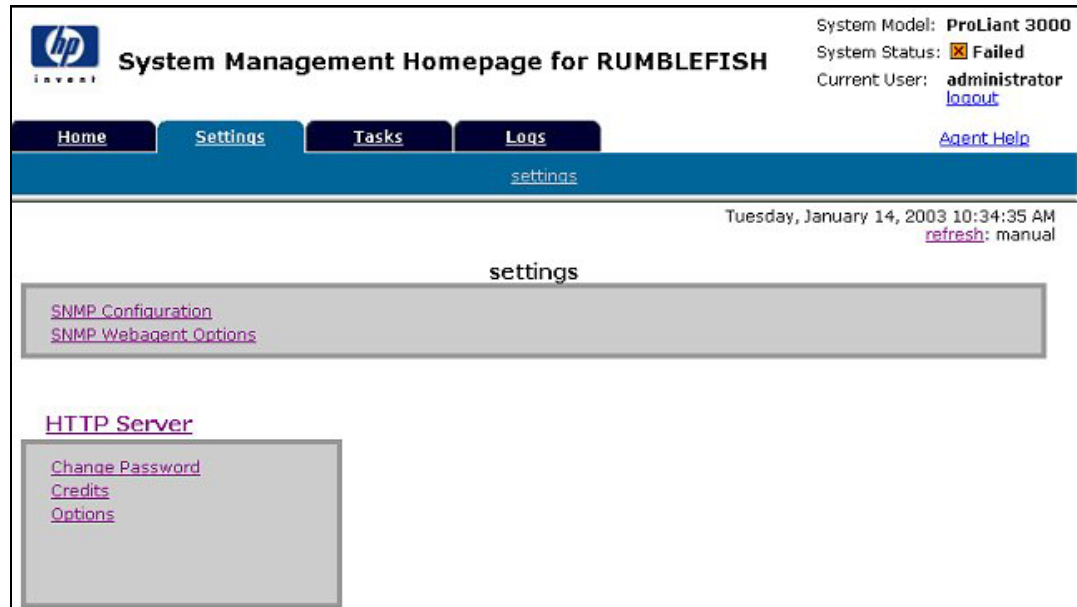 hp
invent
System Management Homepage for RUMBLEFISH
System Model: ProLiant 3000
System Status: Failed
Current User: administrator
logout
Home Settings Tasks Logs
Agent Help
settings
Tuesday, January 14, 2003 10:34:35 AM
refresh: manual
settings
SNMP Configuration
SNMP Webagent Options
HTTP Server
Change Password
Credits
Options